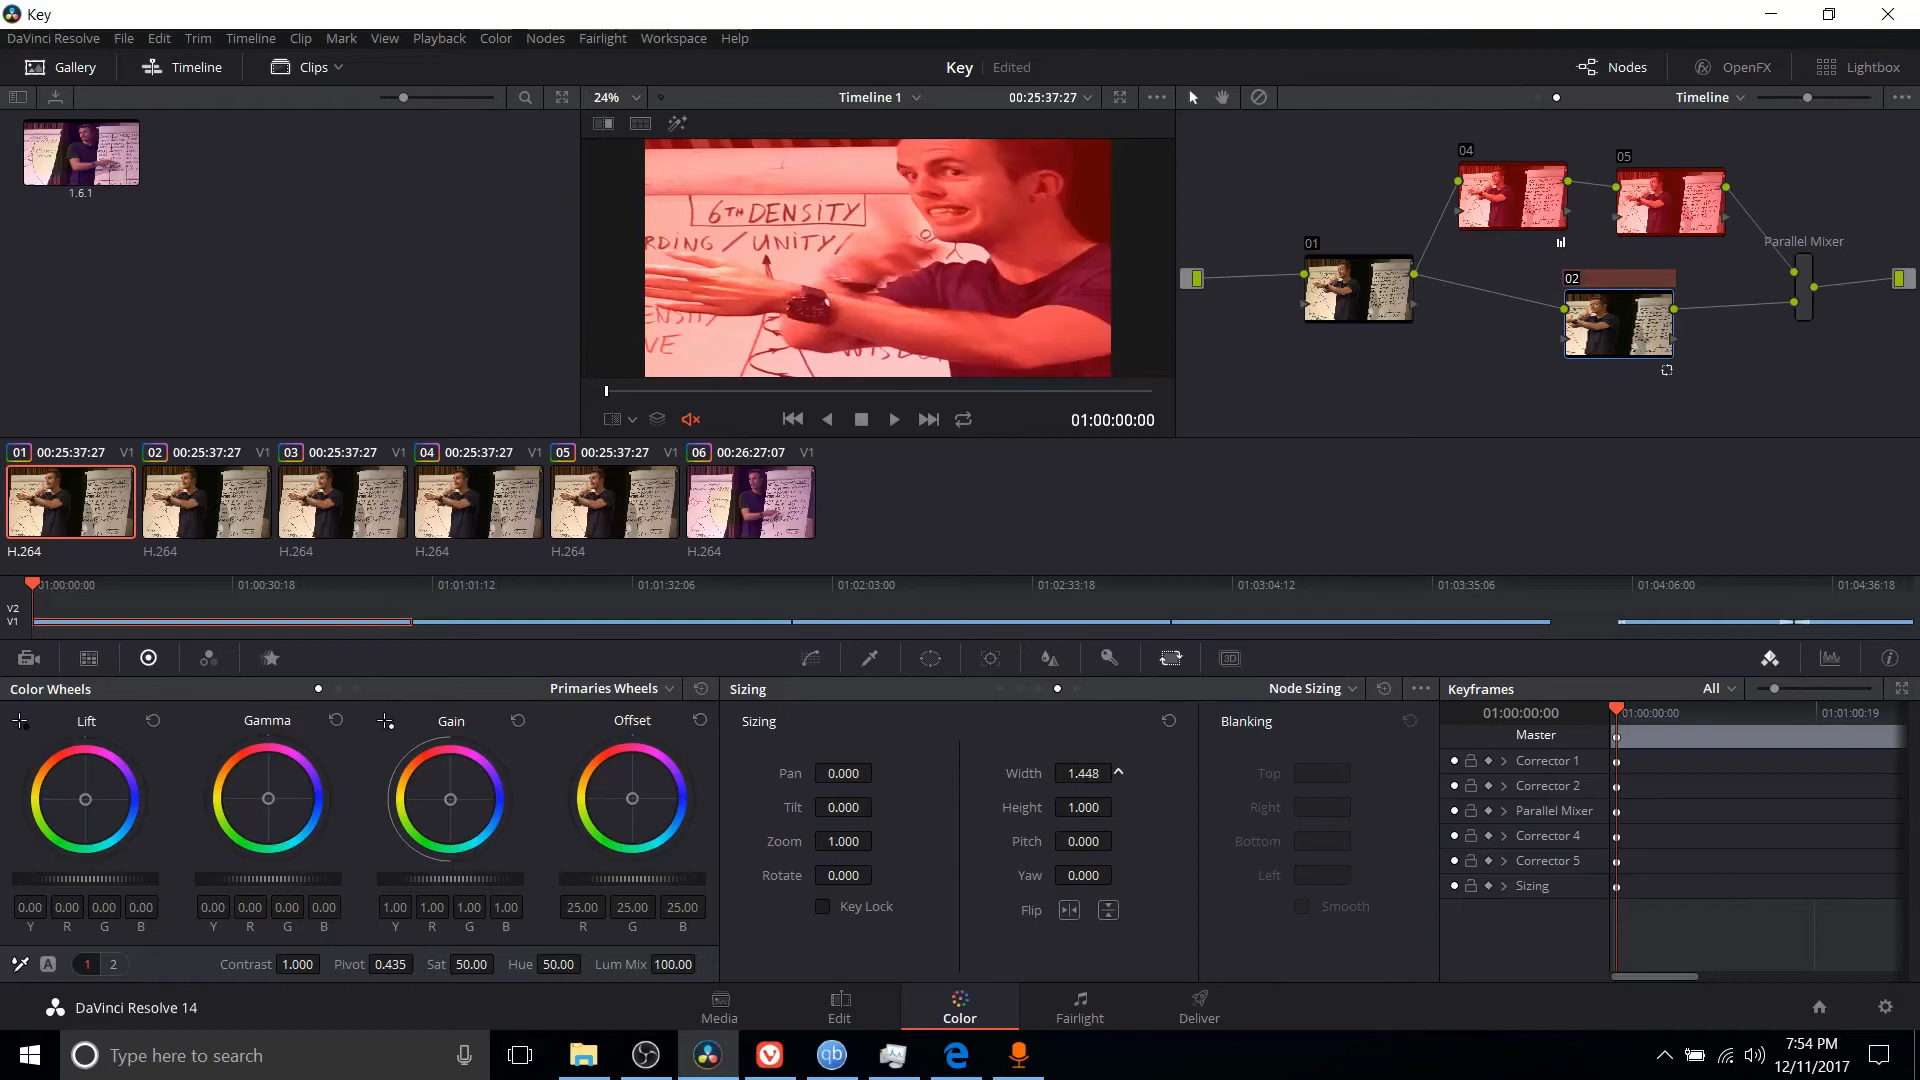 Key
DaVinci Resolve File Edit Trim Timeline Clip Mark View Playback Color Nodes Fairlight Workspace Help
Gallery Timeline Clips Key Edited Nodes OpenFX Lightbox
24% Timeline 1 00:25:37:27 Timeline
1.6.1
6TH DENSITY
RDING / UNITY /
VE
04 05
01
Parallel Mixer
02
01:00:00:00
01 00:25:37:27 V1 02 00:25:37:27 V1 03 00:25:37:27 V1 04 00:25:37:27 V1 05 00:25:37:27 V1 06 00:26:27:07 V1
H.264 H.264 H.264 H.264 H.264 H.264
01:00:00:00 01:00:30:18 01:01:01:12 01:01:32:06 01:02:03:00 01:02:33:18 01:03:04:12 01:03:35:06 01:04:06:00 01:04:36:18
V2
V1
3D
Color Wheels Primaries Wheels Sizing Node Sizing Keyframes All
Lift Gamma Gain Offset Sizing Blanking 01:00:00:00 01:00:00:00 01:01:00:19
Master
Pan 0.000 Width 1.448 Top Corrector 1
Corrector 2
Tilt 0.000 Height 1.000 Right Parallel Mixer
Zoom 1.000 Pitch 0.000 Bottom Corrector 4
Corrector 5
Rotate 0.000 Yaw 0.000 Left Sizing
0.00 0.00 0.00 0.00 0.00 0.00 0.00 0.00 1.00 1.00 1.00 1.00 25.00 25.00 25.00 Key Lock Flip Smooth
Y R G B Y R G B Y R G B R G B
A 1 2 Contrast 1.000 Pivot 0.435 Sat 50.00 Hue 50.00 Lum Mix 100.00
DaVinci Resolve 14 Media Edit Color Fairlight Deliver
Type here to search qb 7:54 PM
12/11/2017